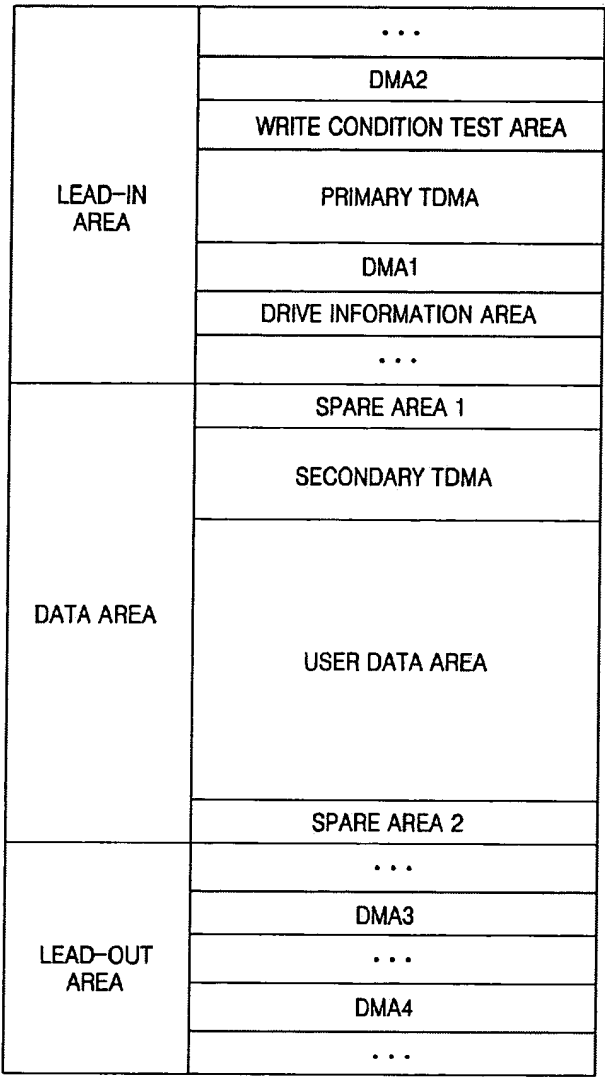 . . .
DMA2
WRITE CONDITION TEST AREA
LEAD-IN
AREA
PRIMARY TDMA
DMA1
DRIVE INFORMATION AREA
. . .
SPARE AREA 1
SECONDARY TDMA
DATA AREA
USER DATA AREA
SPARE AREA 2
. . .
DMA3
LEAD-OUT
AREA
. . .
DMA4
. . .